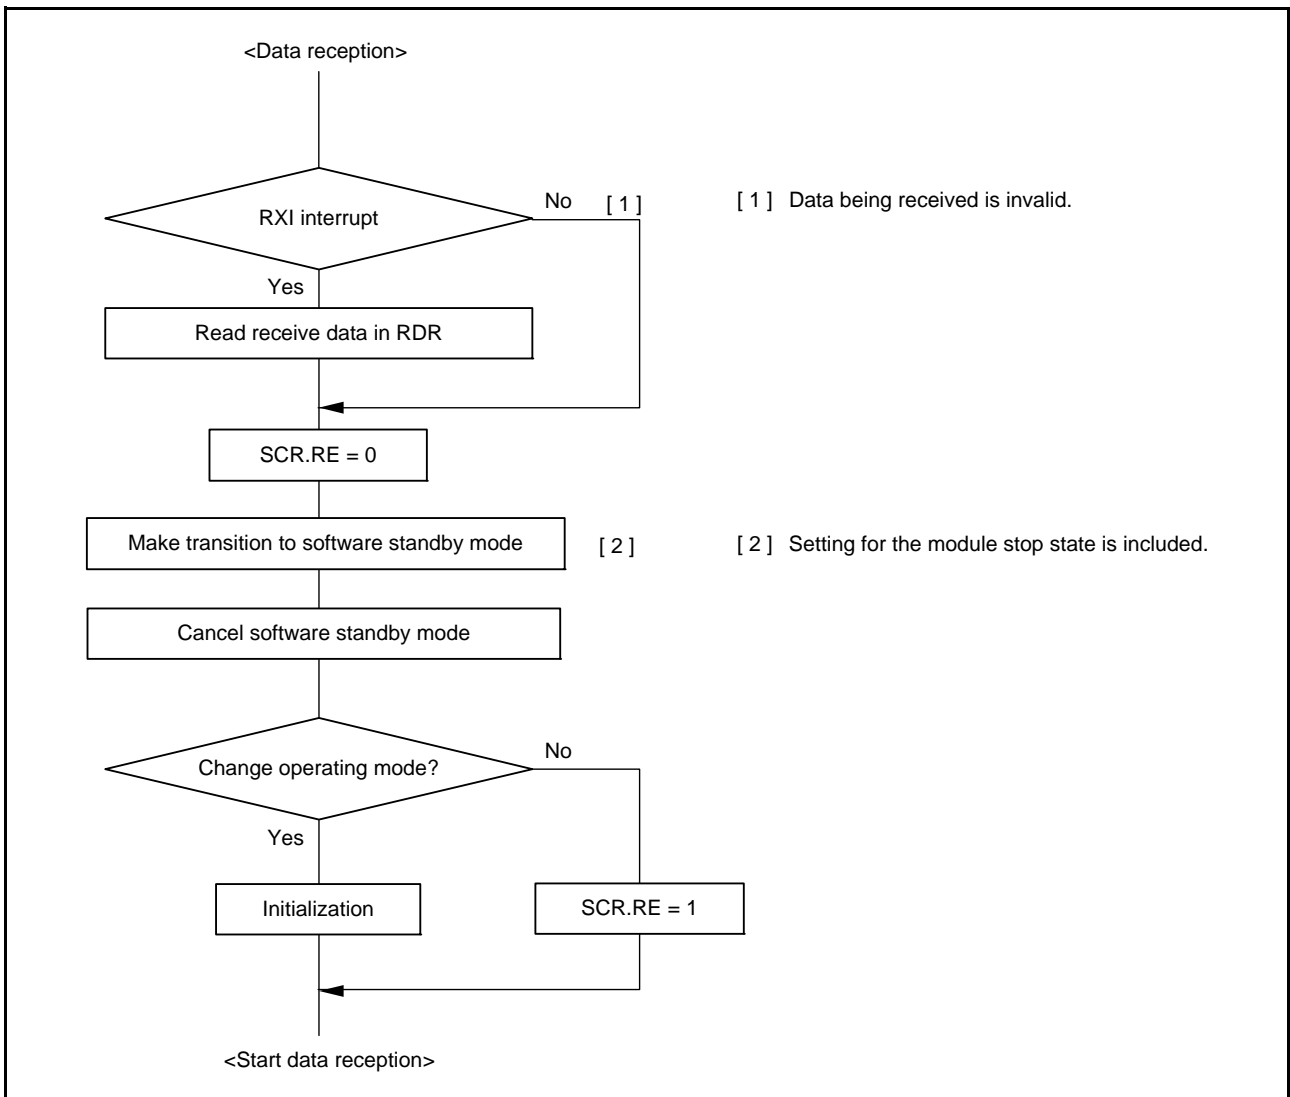 <Data reception>
RXI interrupt
No [ 1 ]
[ 1 ] Data being received is invalid.
Yes
Read receive data in RDR
SCR.RE = 0
Make transition to software standby mode
[ 2 ]
[ 2 ] Setting for the module stop state is included.
Cancel software standby mode
Change operating mode?
No
Yes
Initialization
SCR.RE = 1
<Start data reception>